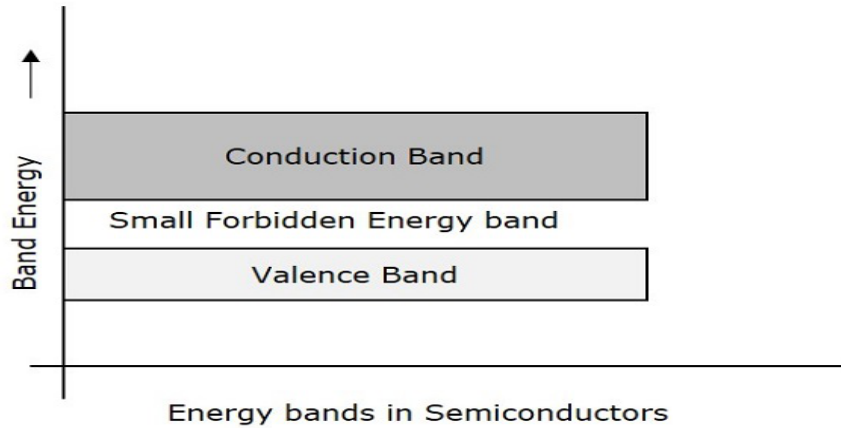 Band Energy
Conduction Band
Small Forbidden Energy band
Valence Band
Energy bands in Semiconductors